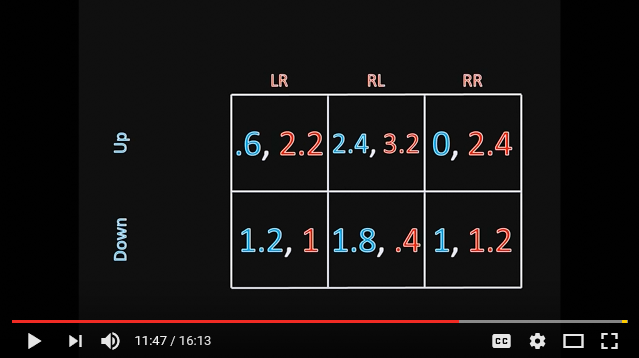 LR RL RR
Up .6, 2.2 2.4, 3.2 0, 2.4
Down 1.2, 1 1.8, .4 1, 1.2
11:47 / 16:13 CC